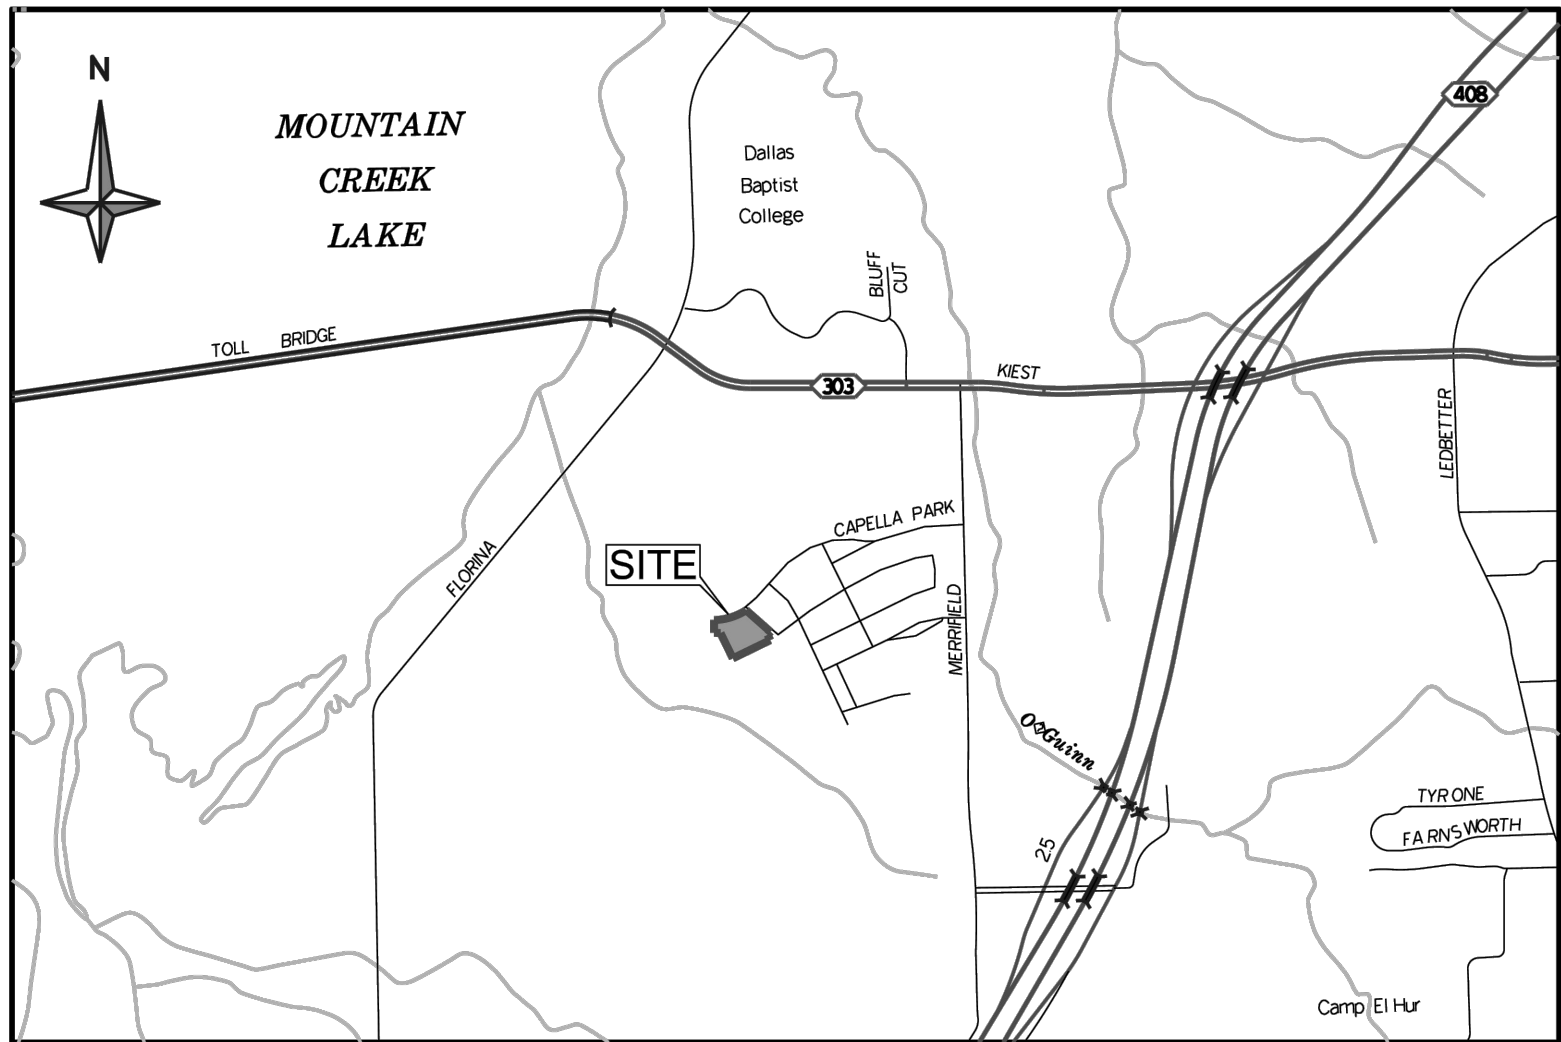 N
408
MOUNTAIN
CREEK
LAKE
Dallas
Baptist
College
BLUFF
CUT
TOLL BRIDGE
303
KIEST
LEDBETTER
CAPELLA PARK
SITE
FLORINA
MERRIFIELD
O Guinn
TYRONE
FARNSWORTH
25
Camp El Hur